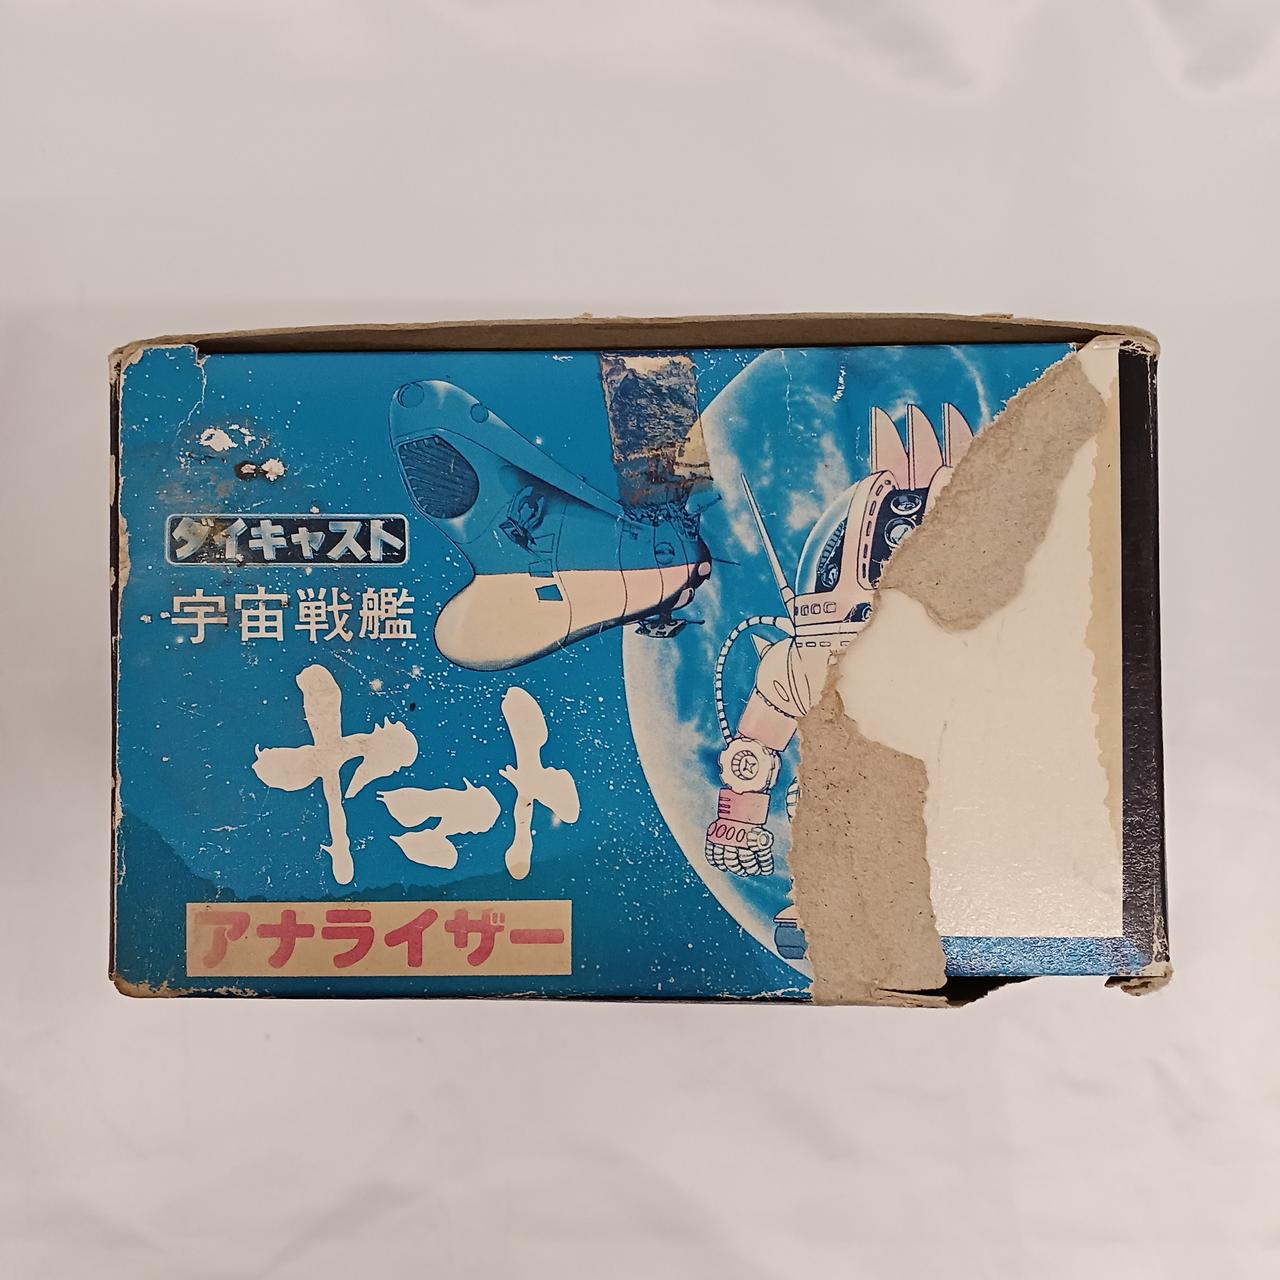 ダイキャスト
宇宙戦艦
ヤマト
アナライザー